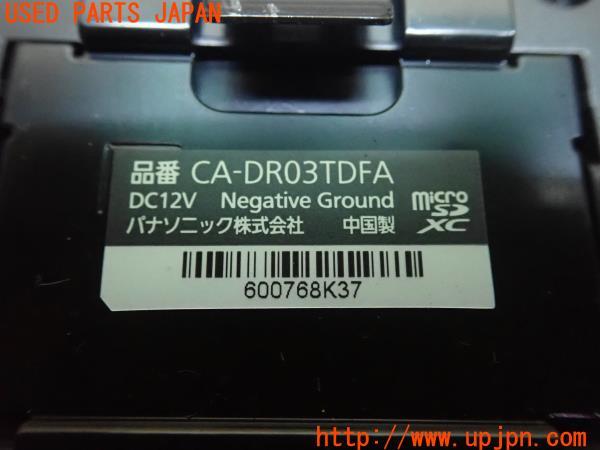 USED PARTS JAPAN
品番 CA-DR03TDFA
DC12V Negative Ground
micro SD XC
パナソニック株式会社 中国製
600768K37
http://www.upjpn.com